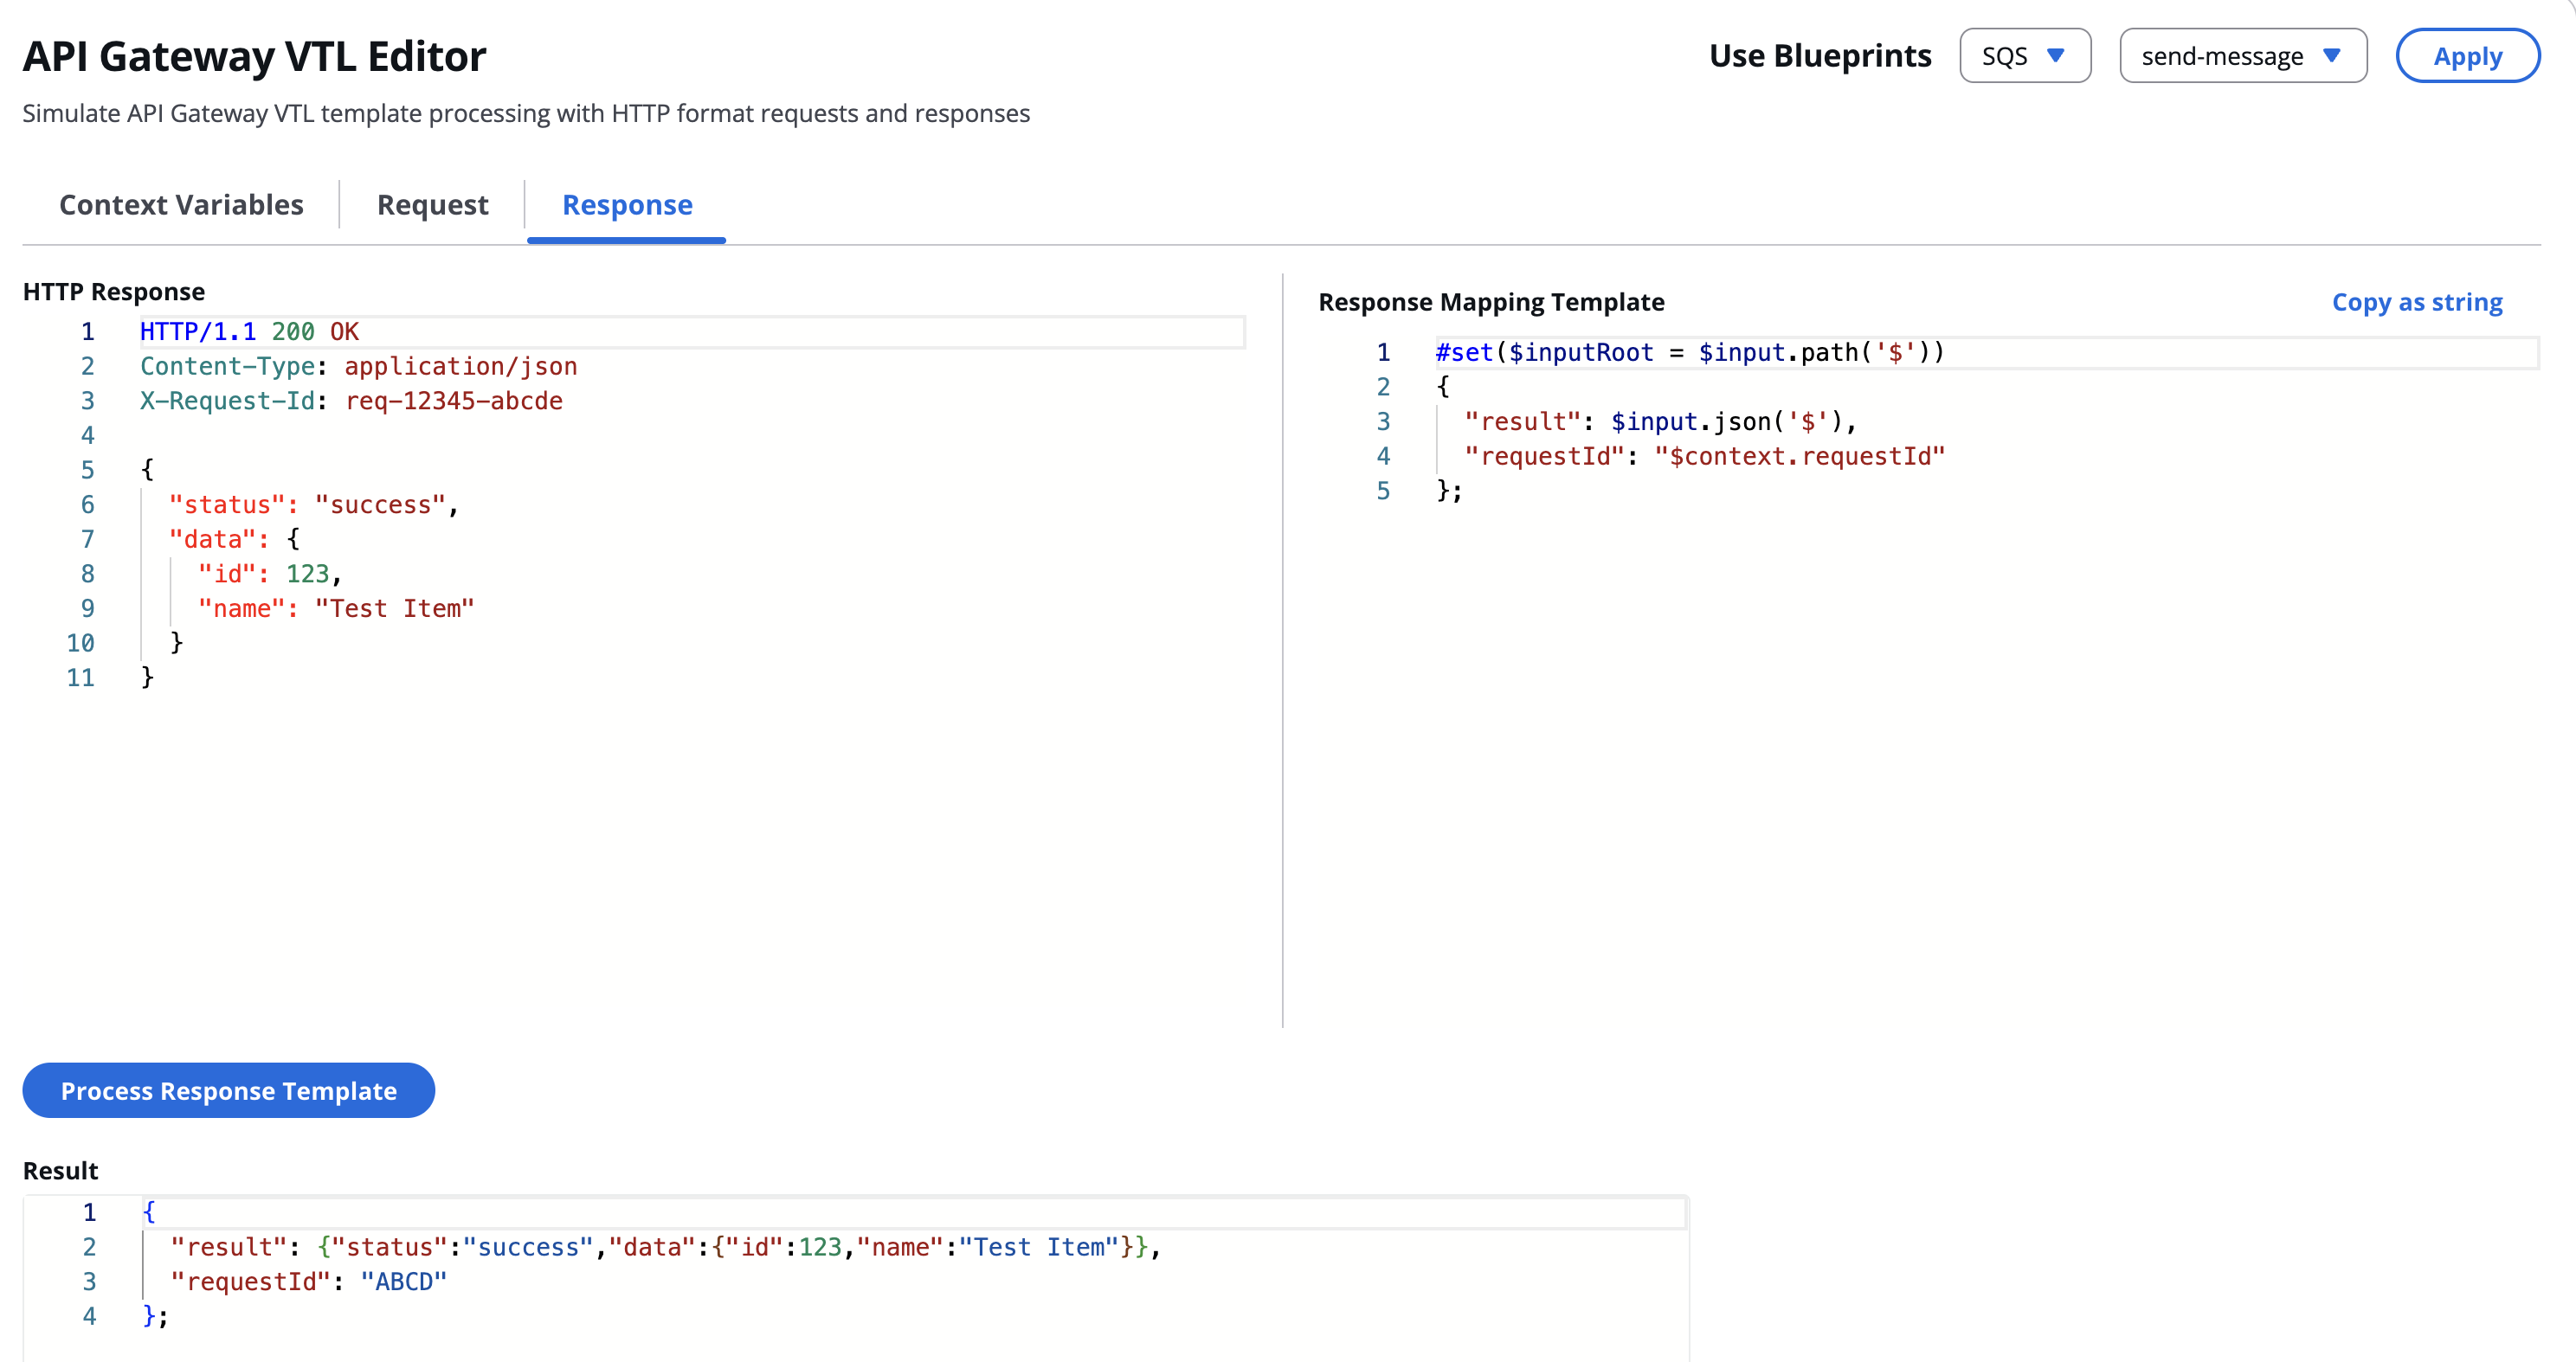 API Gateway VTL Editor
Use Blueprints SQS send-message Apply
Simulate API Gateway VTL template processing with HTTP format requests and responses
Context Variables Request Response
HTTP Response
1 HTTP/1.1 200 OK
2 Content-Type: application/json
3 X-Request-Id: req-12345-abcde
4
5 {
6   "status": "success",
7   "data": {
8     "id": 123,
9     "name": "Test Item"
10   }
11 }
Response Mapping Template Copy as string
1 #set($inputRoot = $input.path('$'))
2 {
3   "result": $input.json('$'),
4   "requestId": "$context.requestId"
5 };
Process Response Template
Result
1 {
2   "result": {"status":"success","data":{"id":123,"name":"Test Item"}},
3   "requestId": "ABCD"
4 };